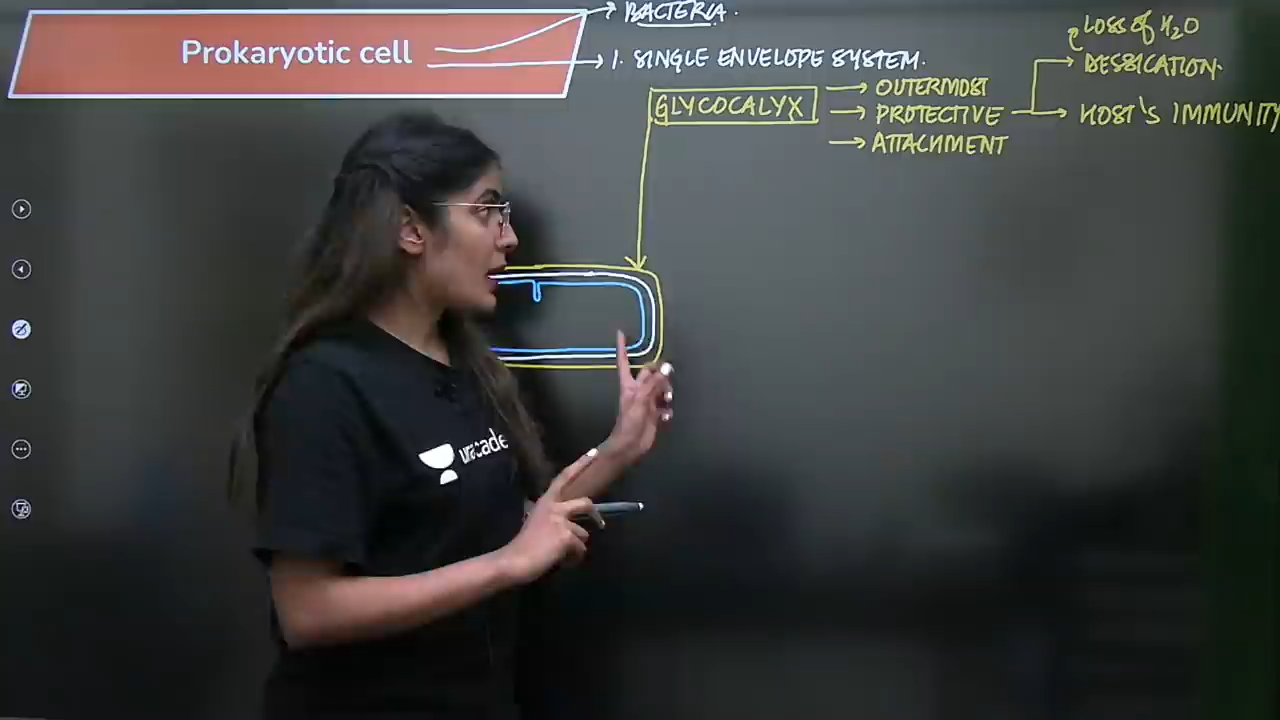 BACTERIA.
Prokaryotic cell
1. SINGLE ENVELOPE SYSTEM.
LOSS OF H2O
DESSICATION.
GLYCOCALYX
OUTERMOST
PROTECTIVE
HOST'S IMMUNITY
ATTACHMENT
unacade